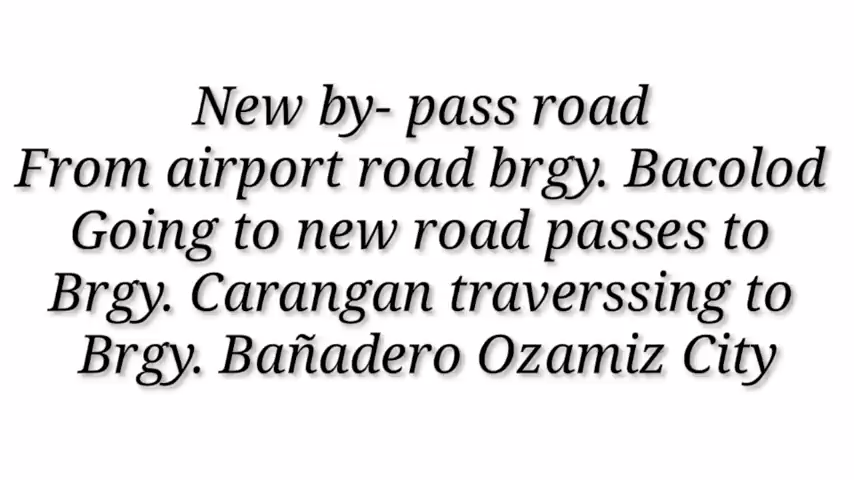 New by- pass road
From airport road brgy. Bacolod
Going to new road passes to
Brgy. Carangan traverssing to
Brgy. Bañadero Ozamiz City